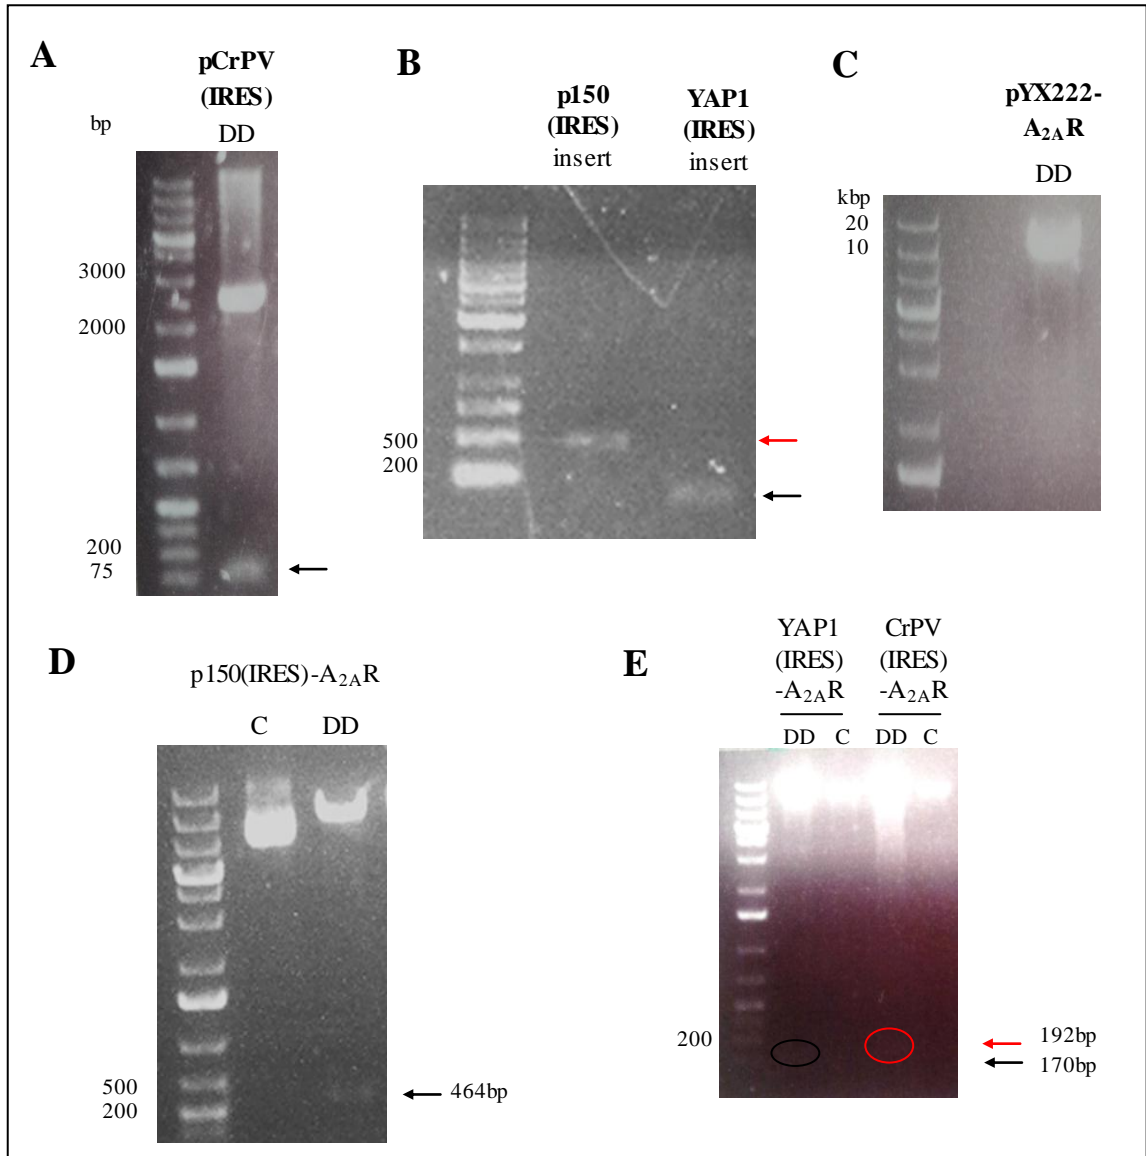 A
pCrPV
(IRES)
DD
bp
3000
2000
200
75
B
p150
(IRES)
insert
YAP1
(IRES)
insert
500
200
C
pYX222-
A₂ₐR
DD
kbp
20
10
D
p150(IRES)-A₂ₐR
C DD
500
200
464bp
E
YAP1
(IRES)
-A₂ₐR
CrPV
(IRES)
-A₂ₐR
DD C DD C
200
192bp
170bp